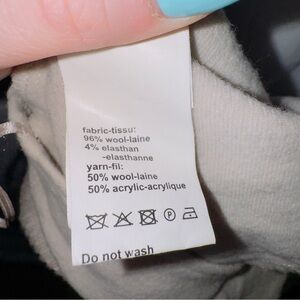 fabric-tissu:
96% wool-laine
4% elasthan
-elasthanne
yarn-fil:
50% wool-laine
50% acrylic-acrylique
P
Do not wash